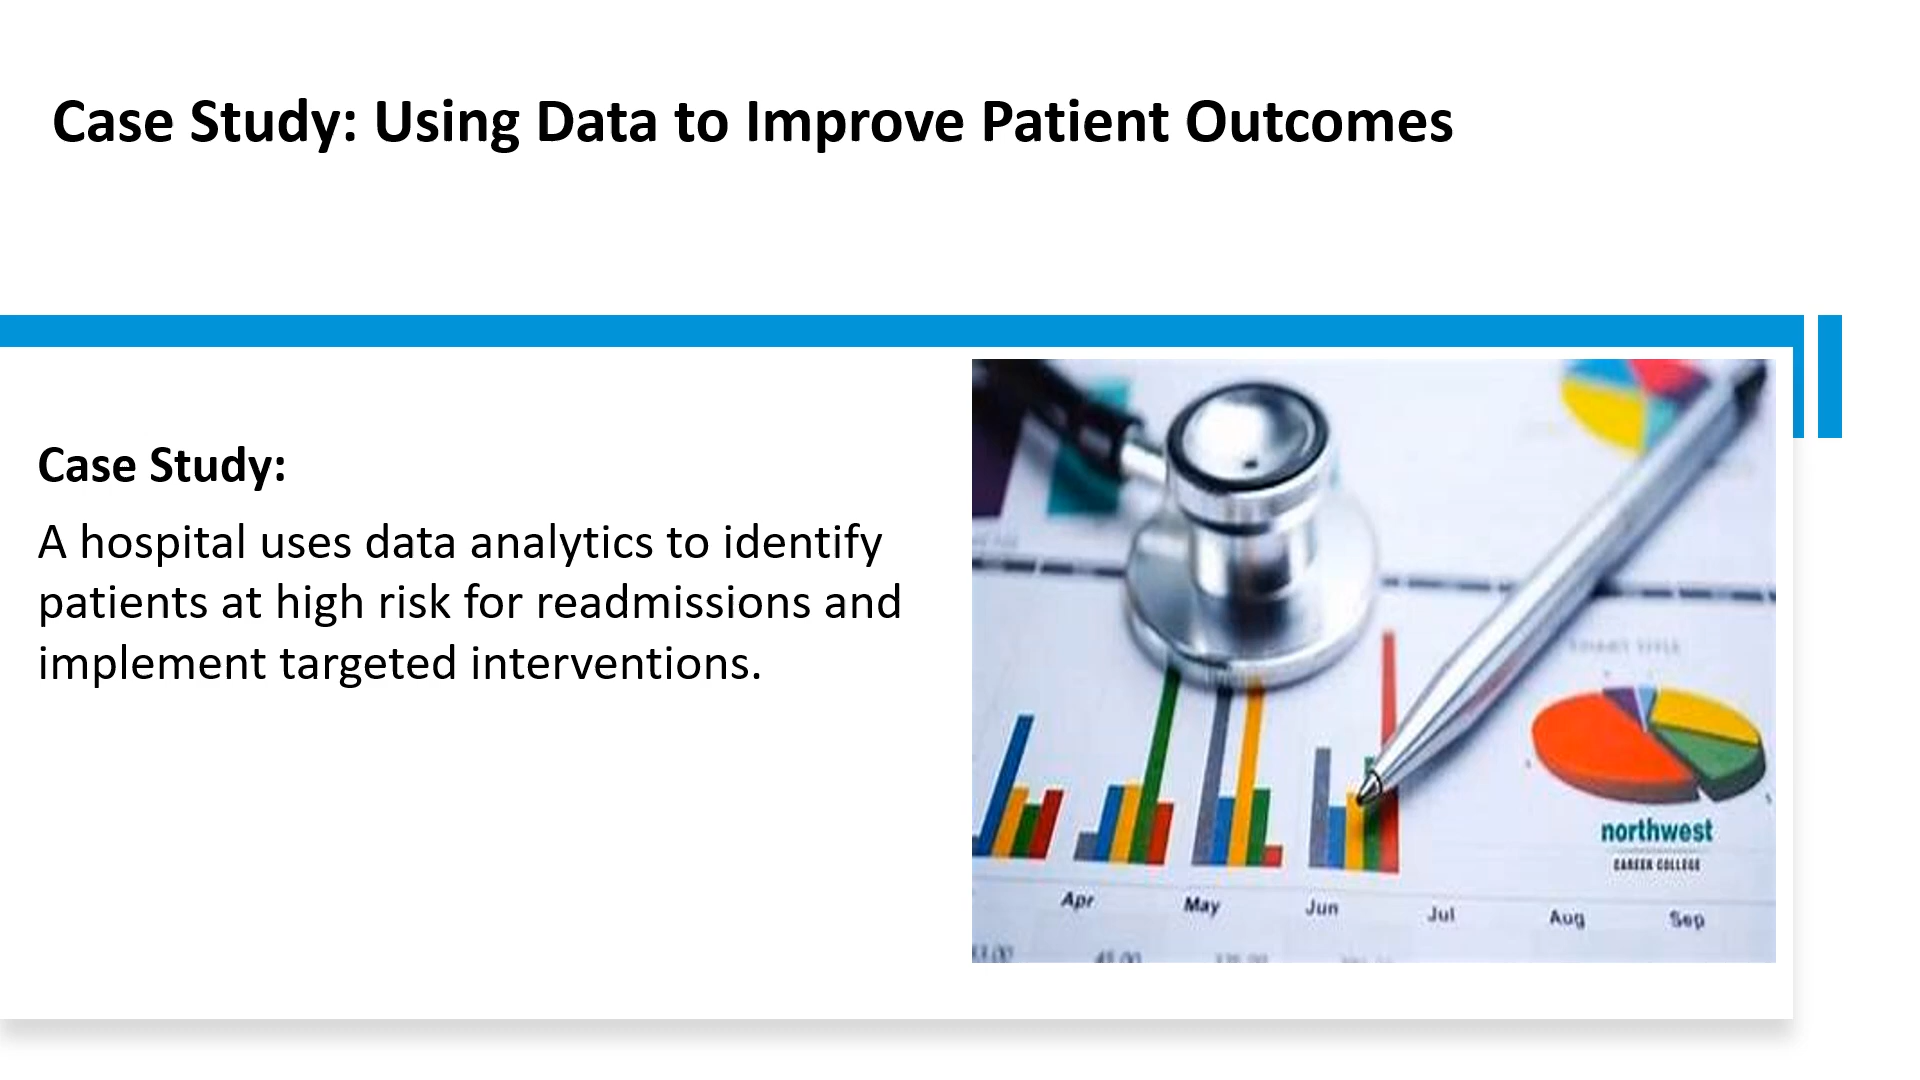 Case Study: Using Data to Improve Patient Outcomes
Case Study:
A hospital uses data analytics to identify
patients at high risk for readmissions and
implement targeted interventions.
northwest
CAREER COLLEGE
Apr May Jun Jul Aug Sep